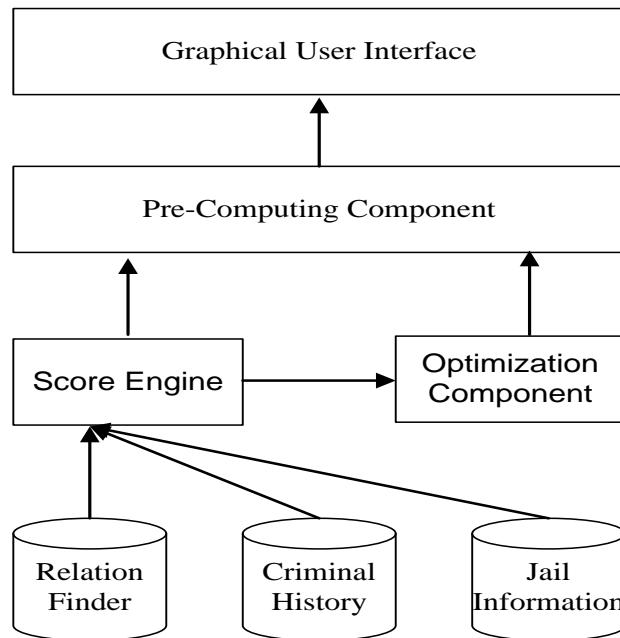 Graphical User Interface
Pre-Computing Component
Score Engine
Optimization
Component
Relation
Finder
Criminal
History
Jail
Information